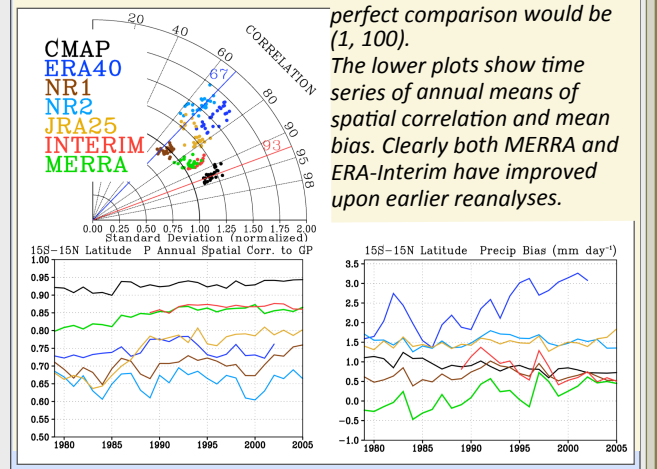 perfect comparison would be
(1, 100).
The lower plots show time
series of annual means of
spatial correlation and mean
bias. Clearly both MERRA and
ERA-Interim have improved
upon earlier reanalyses.
CMAP
ERA40
NR1
NR2
JRA25
INTERIM
MERRA
20
40
60
67
CORRELATION
80
90
93
95
98
0.00 0.25 0.50 0.75 1.00 1.25 1.50 1.75 2.00
Standard Deviation (normalized)
15S-15N Latitude P Annual Spatial Corr. to GP
1.00
0.95
0.90
0.85
0.80
0.75
0.70
0.65
0.60
0.55
0.50
1980 1985 1990 1995 2000 2005
15S-15N Latitude Precip Bias (mm day⁻¹)
3.5
3.0
2.5
2.0
1.5
1.0
0.5
0.0
-0.5
-1.0
1980 1985 1990 1995 2000 2005